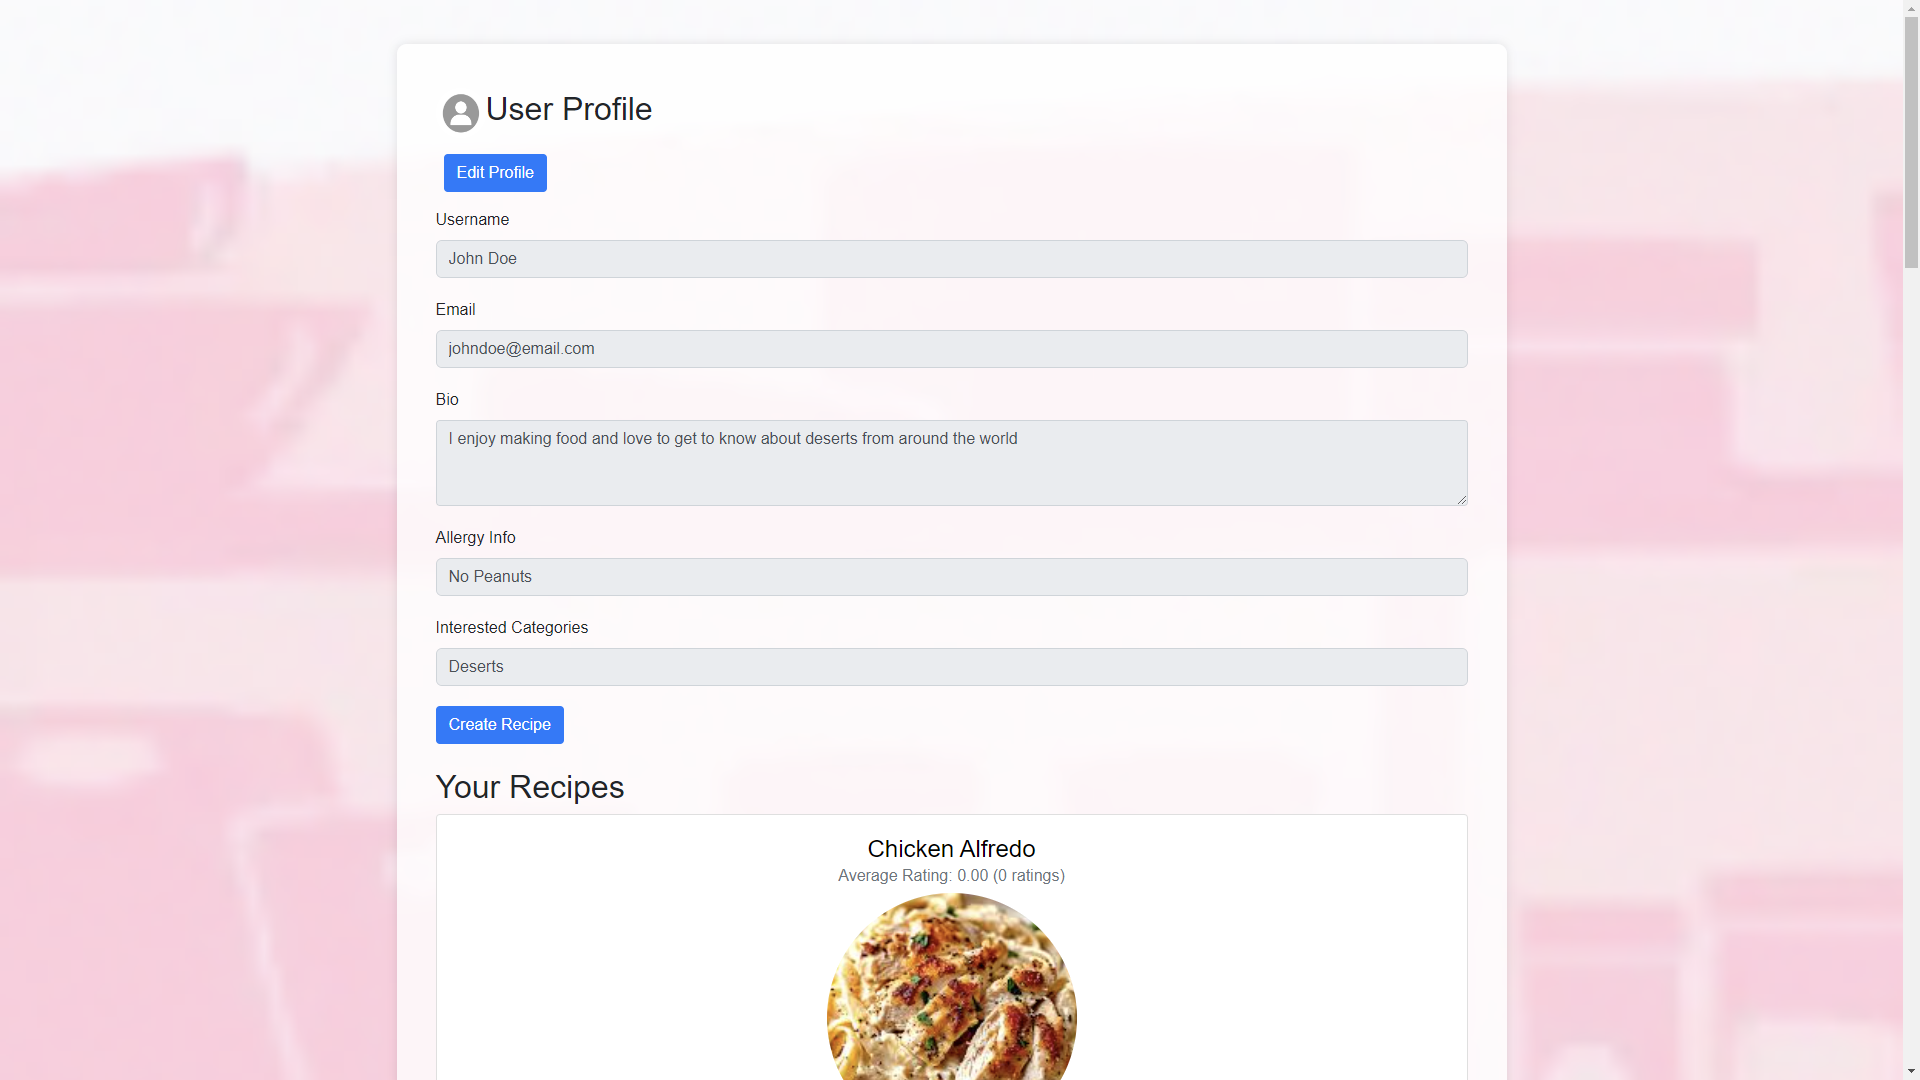 User Profile
Edit Profile
Username
John Doe
Email
johndoe@email.com
Bio
I enjoy making food and love to get to know about deserts from around the world
Allergy Info
No Peanuts
Interested Categories
Deserts
Create Recipe
Your Recipes
Chicken Alfredo
Average Rating: 0.00 (0 ratings)